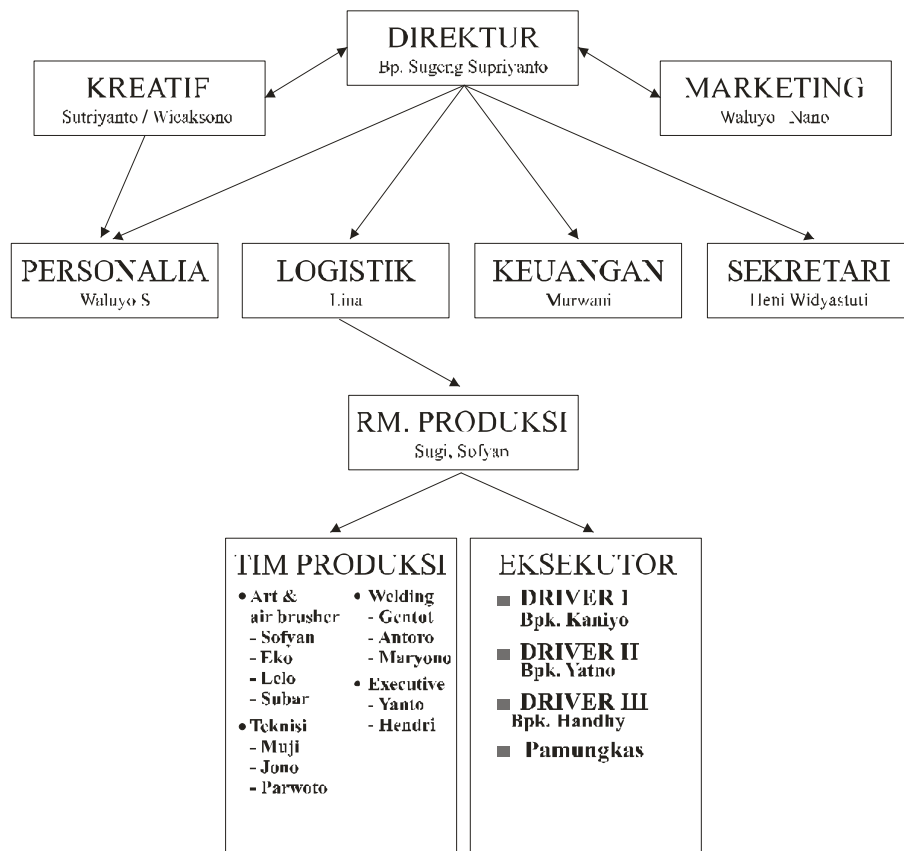 DIREKTUR
Bp. Sugeng Supriyanto
KREATIF
Sutriyanto / Wicaksono
MARKETING
Waluyo Nano
PERSONALIA
Waluyo S
LOGISTIK
Lina
KEUANGAN
Murwani
SEKRETARI
Heni Widyastuti
RM. PRODUKSI
Sugi, Sofyan
TIM PRODUKSI
• Art &
air brusher
- Sofyan
- Eko
- Lelo
- Subar
• Teknisi
- Muji
- Jono
- Parwoto
• Welding
- Gentot
- Antoro
- Maryono
• Executive
- Yanto
- Hendri
EKSEKUTOR
■ DRIVER I
Bpk. Kaniyo
■ DRIVER II
Bpk. Yatno
■ DRIVER III
Bpk. Handhy
■ Pamungkas